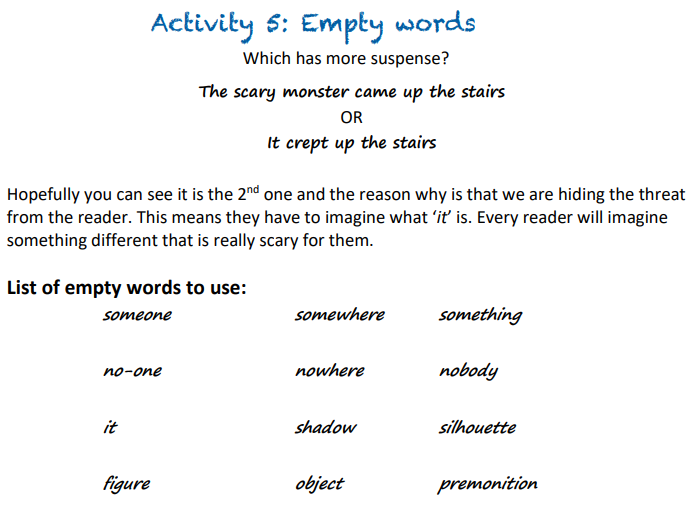 Activity 5: Empty words
Which has more suspense?
The scary monster came up the stairs
OR
It crept up the stairs
Hopefully you can see it is the 2nd one and the reason why is that we are hiding the threat
from the reader. This means they have to imagine what ‘it’ is. Every reader will imagine
something different that is really scary for them.
List of empty words to use:
someone somewhere something
no-one nowhere nobody
it shadow silhouette
figure object premonition